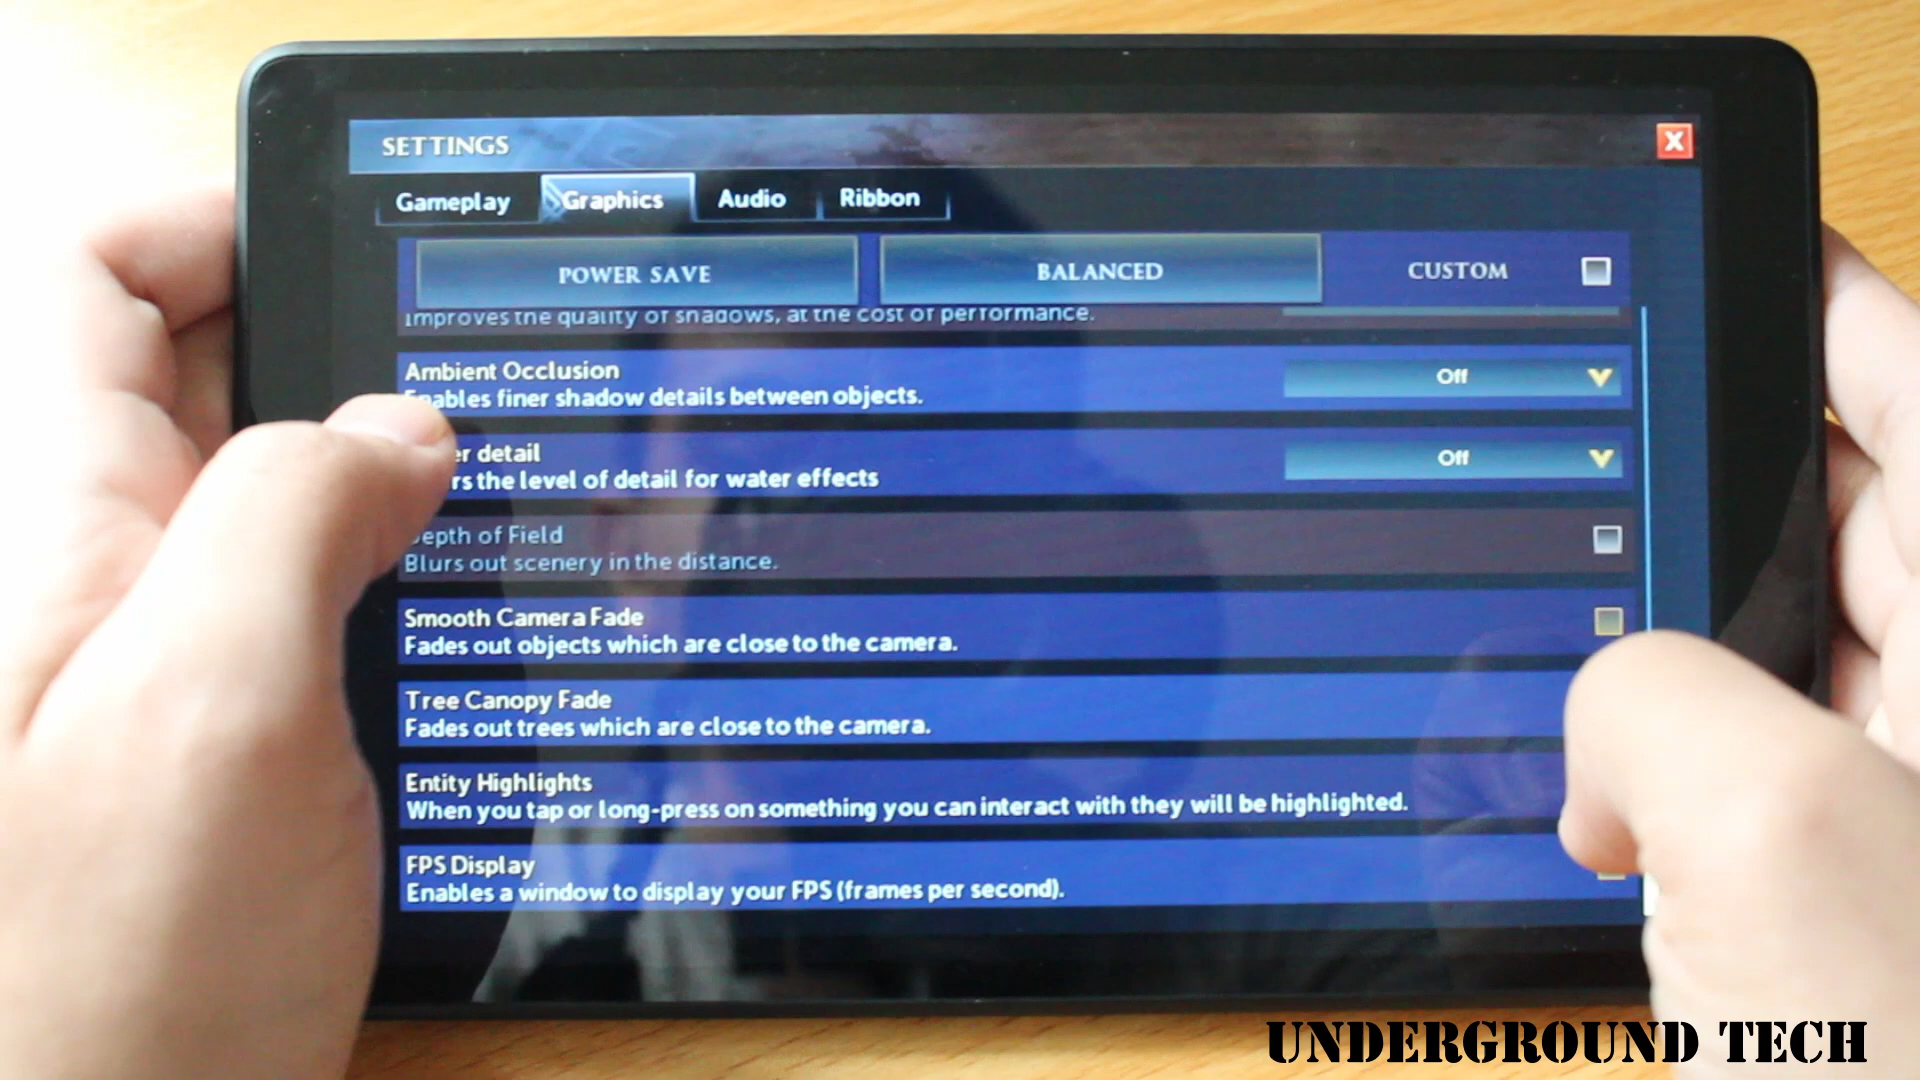 SETTINGS
Gameplay Graphics Audio Ribbon
POWER SAVE BALANCED CUSTOM
Improves the quality of shadows, at the cost of performance.
Ambient Occlusion
Enables finer shadow details between objects.
Off
er detail
rs the level of detail for water effects
Off
Depth of Field
Blurs out scenery in the distance.
Smooth Camera Fade
Fades out objects which are close to the camera.
Tree Canopy Fade
Fades out trees which are close to the camera.
Entity Highlights
When you tap or long-press on something you can interact with they will be highlighted.
FPS Display
Enables a window to display your FPS (frames per second).
UNDERGROUND TECH